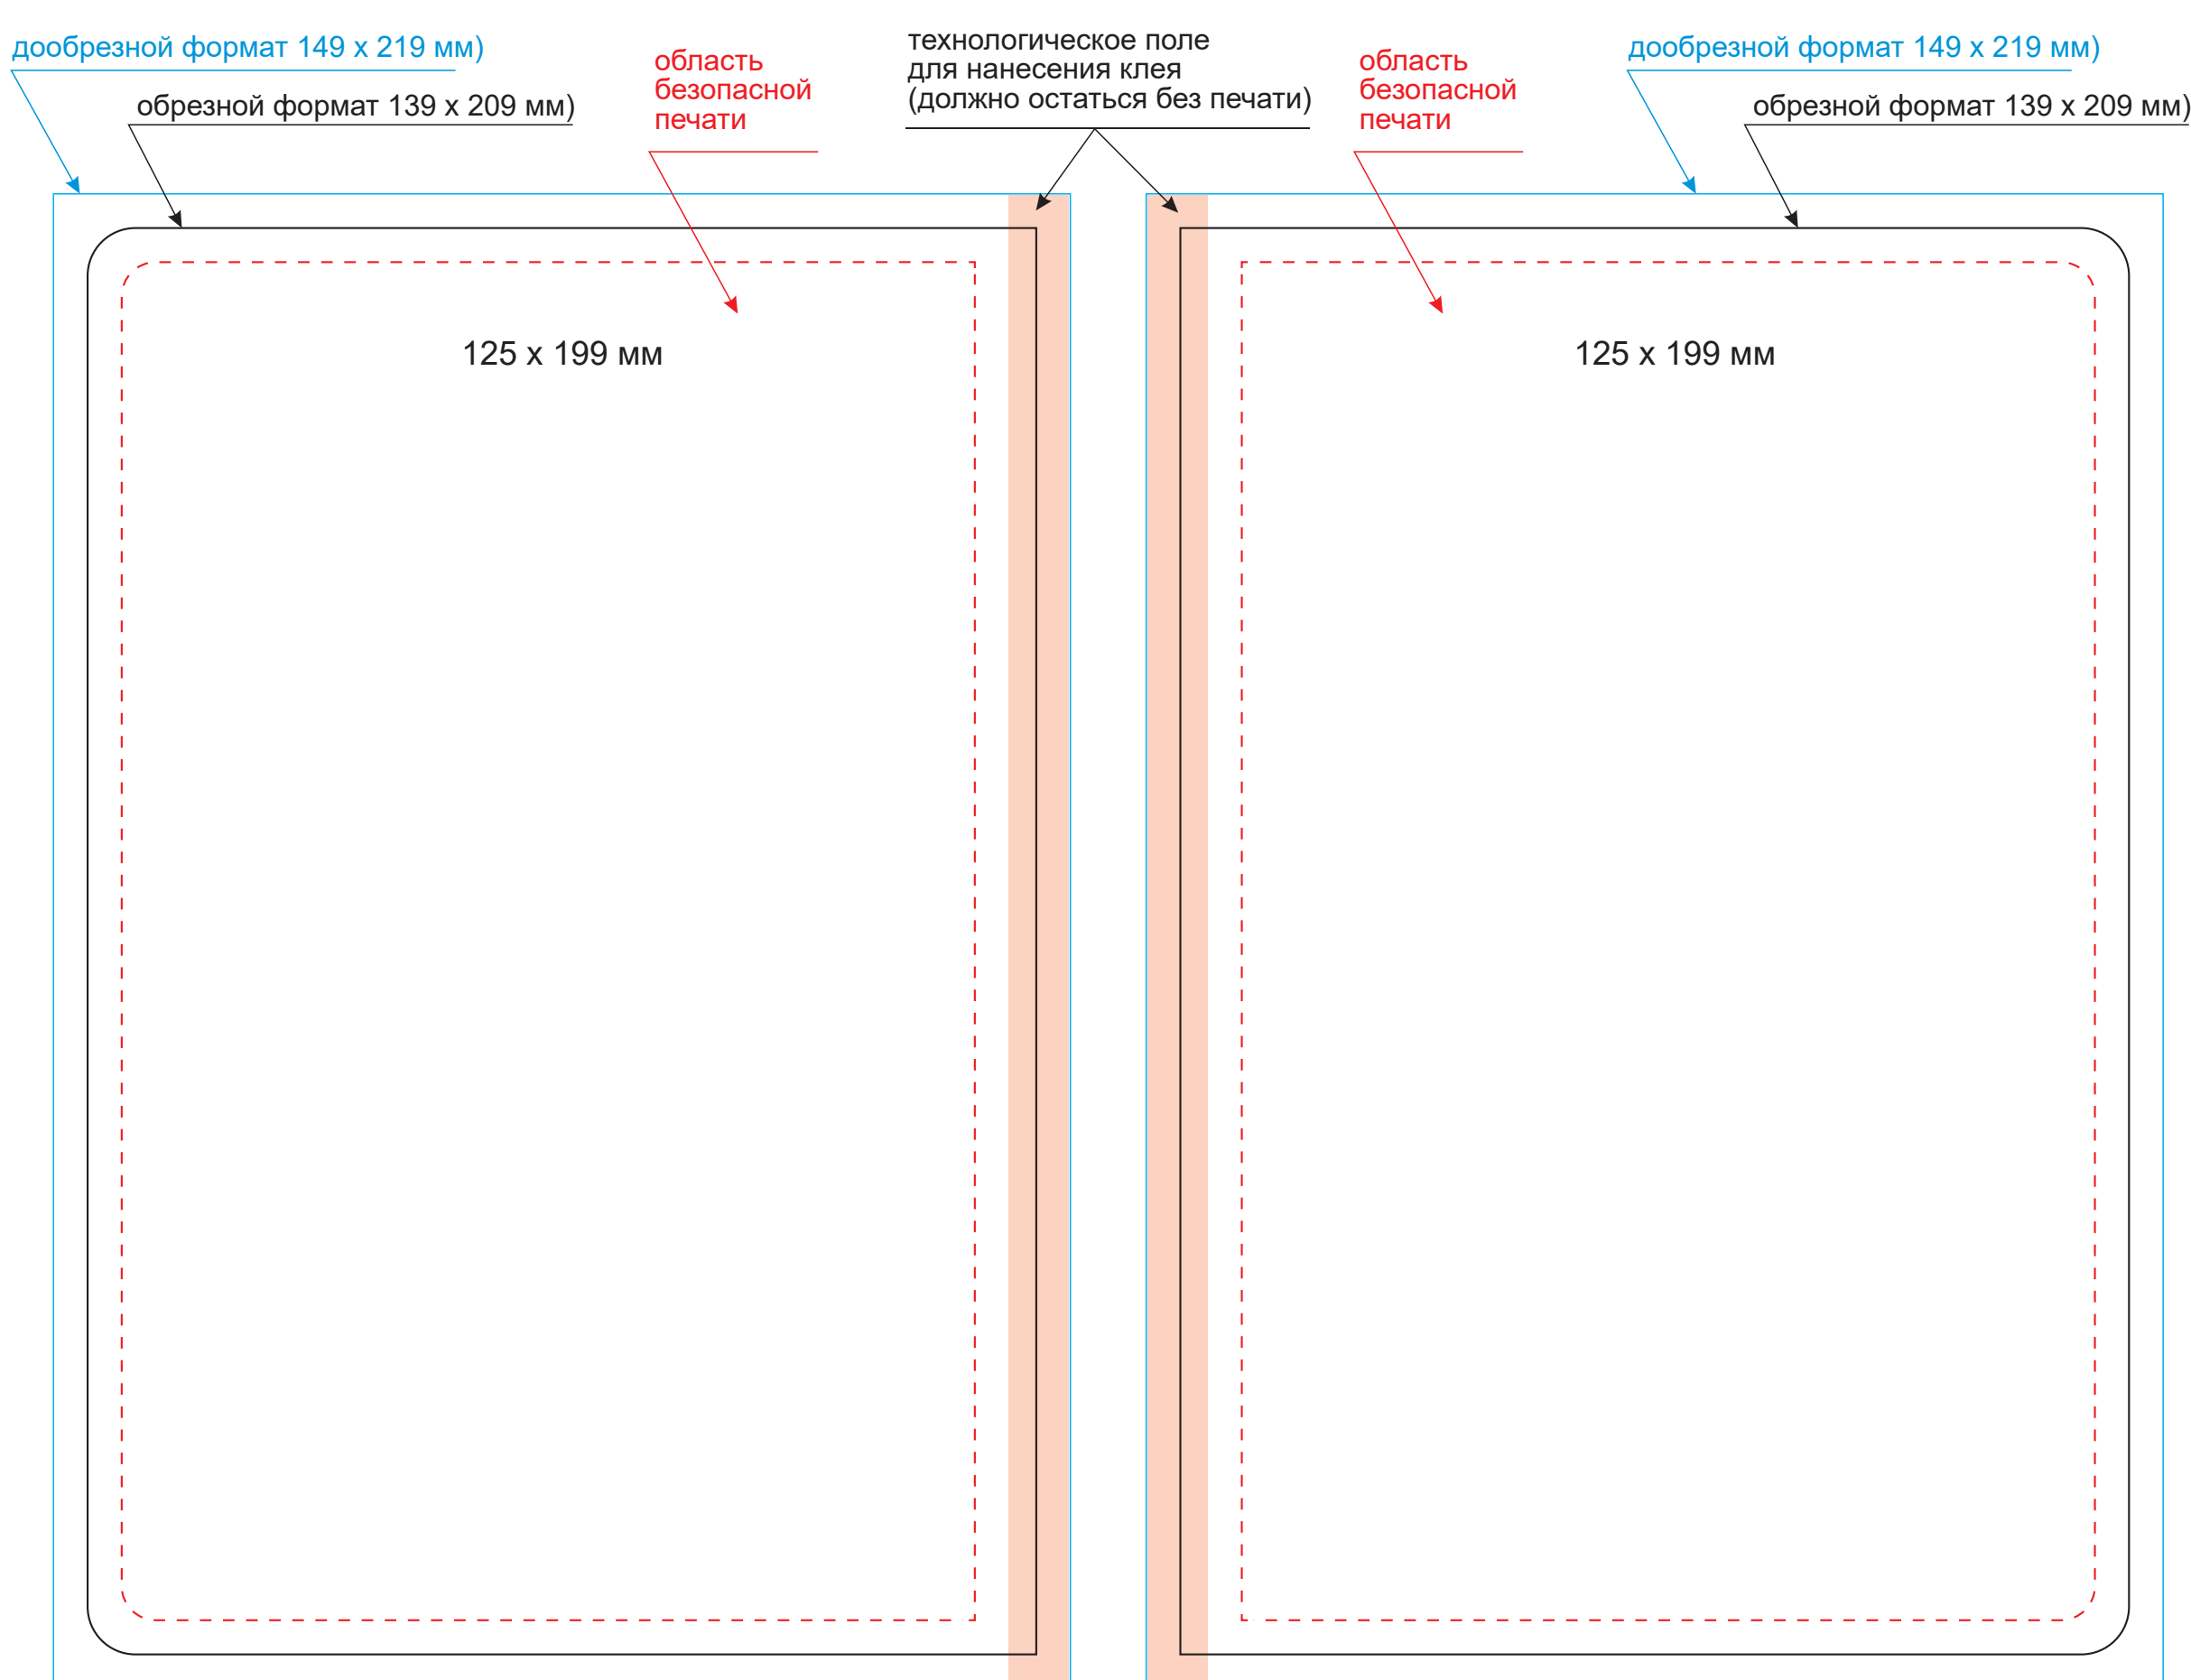 дообрезной формат 149 х 219 мм)
обрезной формат 139 х 209 мм)
область
безопасной
печати
технологическое поле
для нанесения клея
(должно остаться без печати)
область
безопасной
печати
дообрезной формат 149 х 219 мм)
обрезной формат 139 х 209 мм)
125 х 199 мм
125 х 199 мм